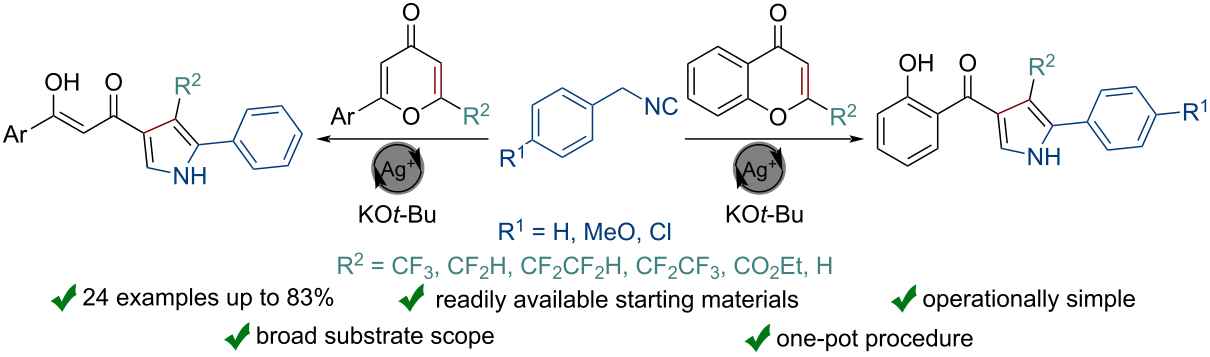 O
O
OH
O
R²
Ar
NH
Ar
O
R²
NC
R¹
O
R²
OH
O
R²
R¹
NH
Ag⁺
KOt-Bu
Ag⁺
KOt-Bu
R¹ = H, MeO, Cl
R² = CF₃, CF₂H, CF₂CF₂H, CF₂CF₃, CO₂Et, H
24 examples up to 83%
readily available starting materials
operationally simple
broad substrate scope
one-pot procedure